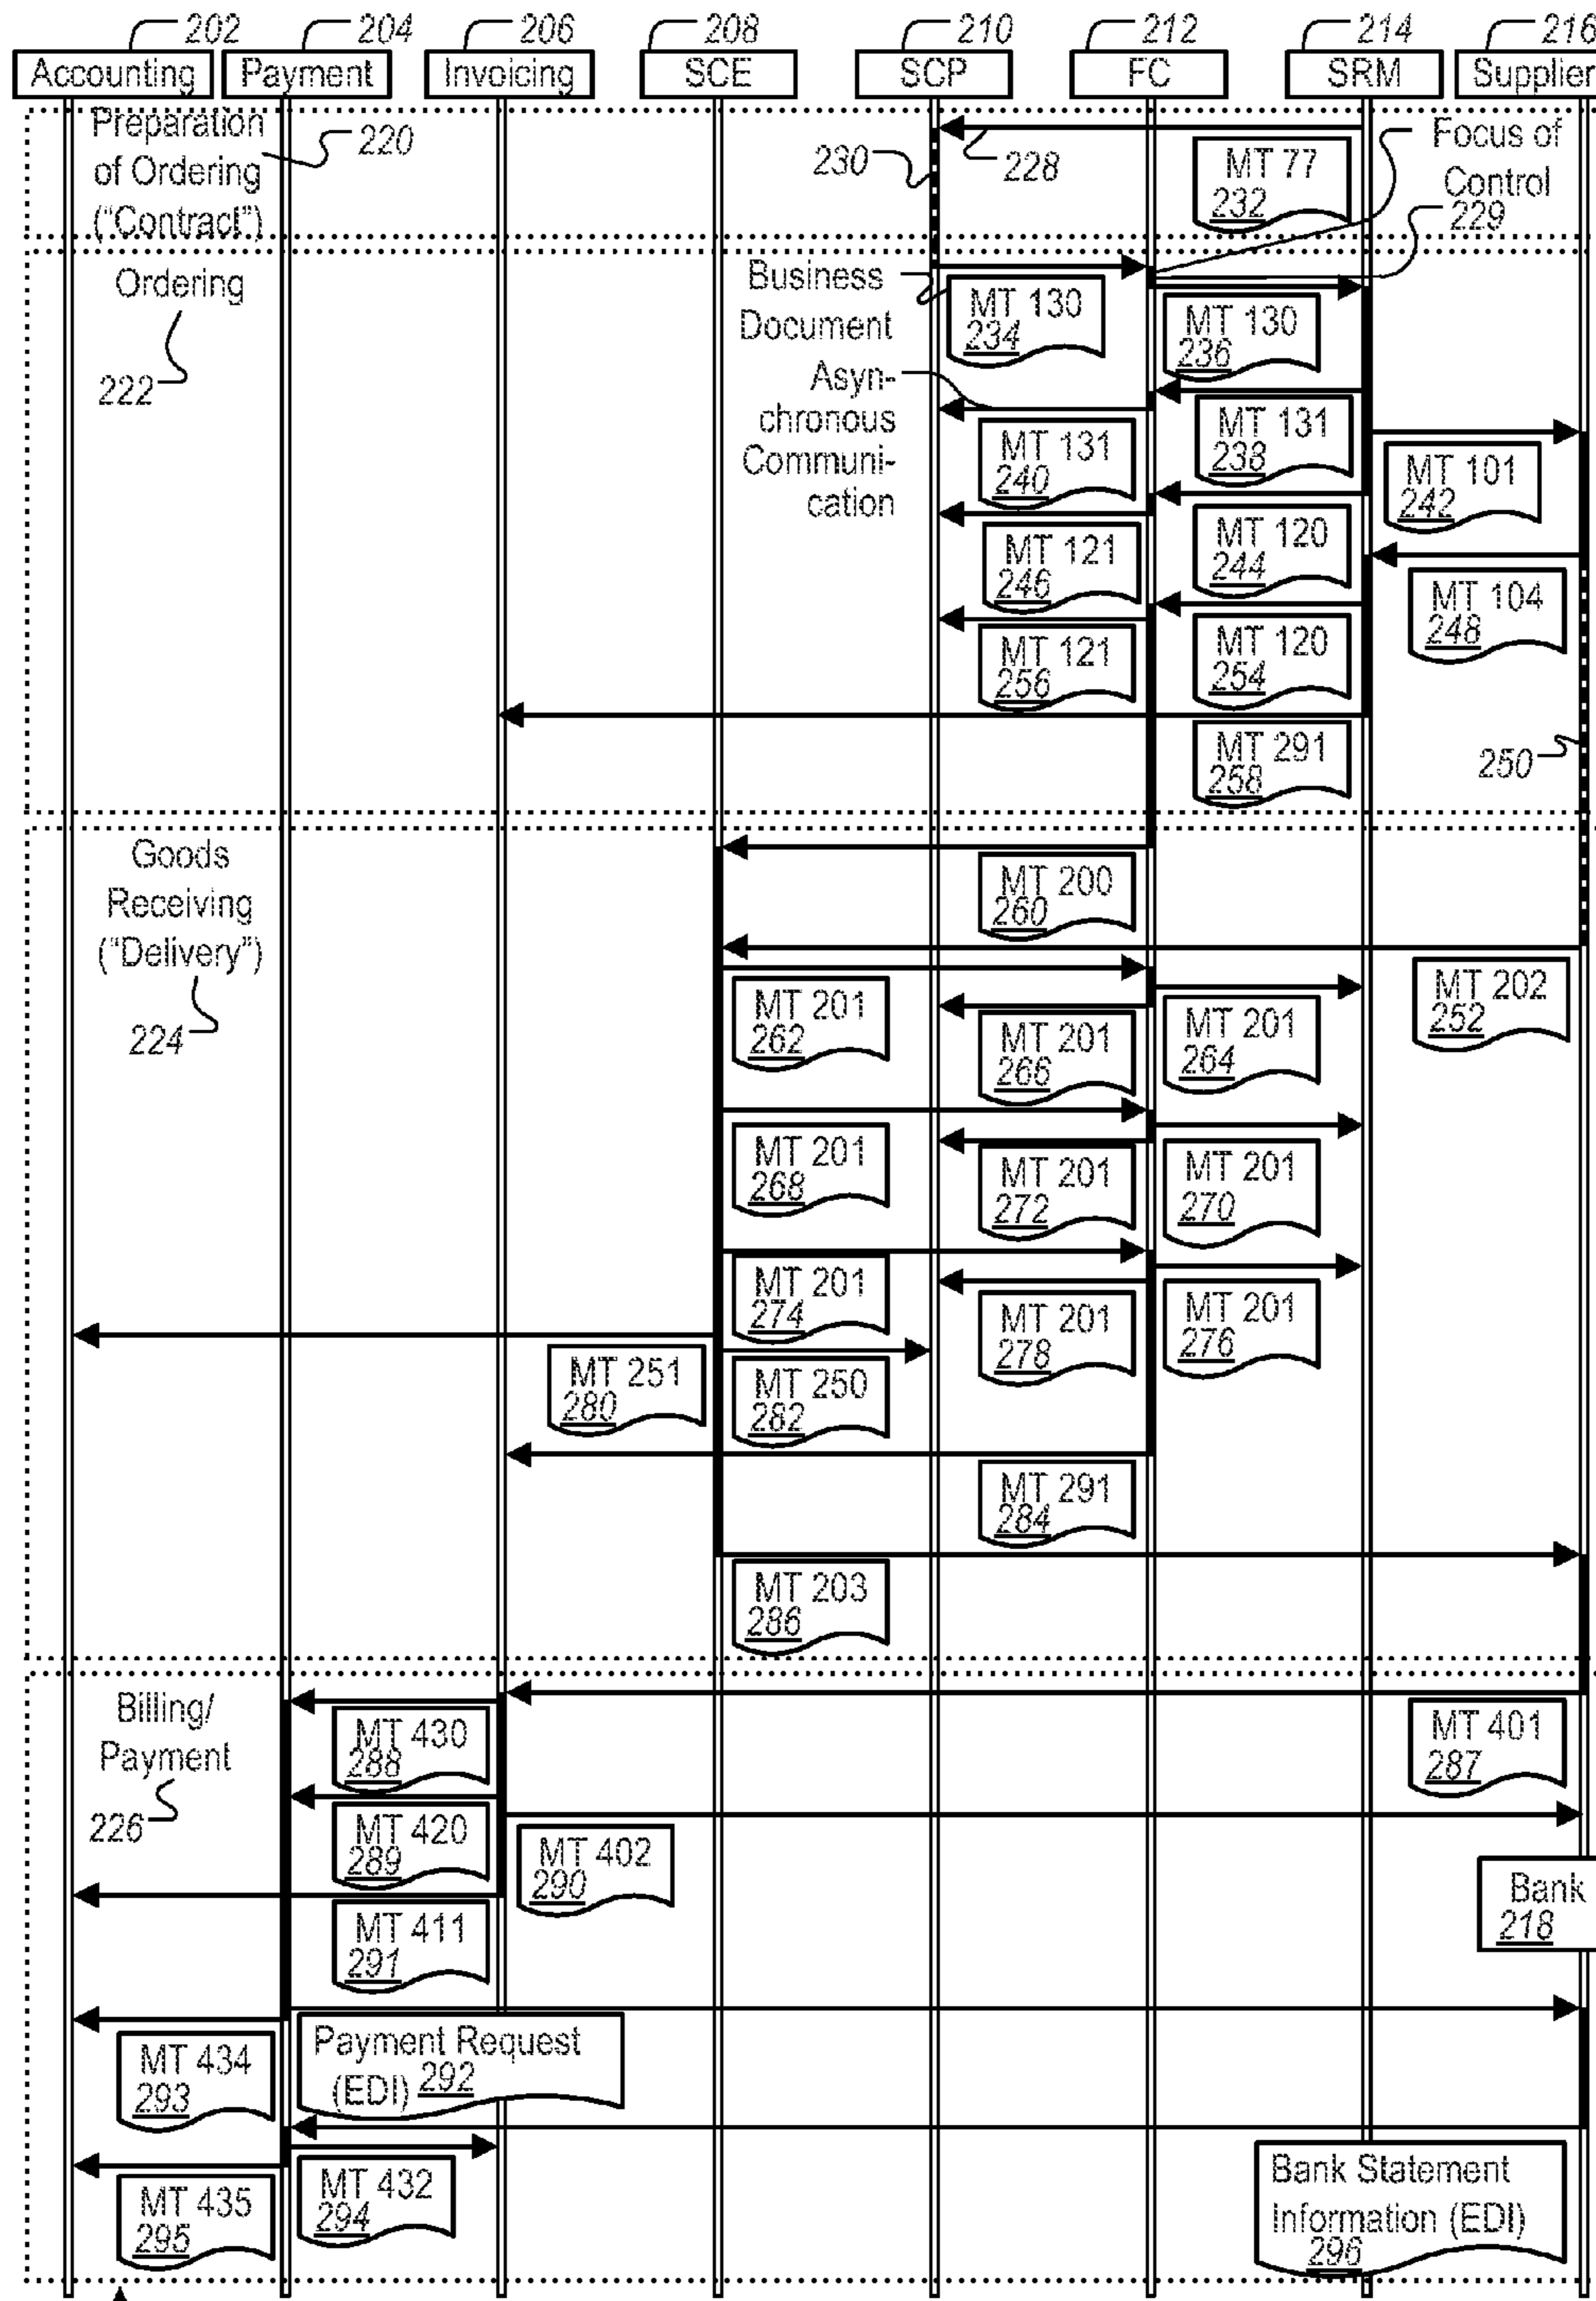 202 204 206 208 210 212 214 216
Accounting Payment Invoicing SCE SCP FC SRM Supplier
Preparation
of Ordering
("Contract")
220
230
228
MT 77
232
Focus of
Control
229
Ordering
222
Business
Document
MT 130
234
MT 130
236
Asyn-
chronous
Communi-
cation
MT 131
238
MT 131
240
MT 101
242
MT 120
244
MT 121
246
MT 104
248
MT 120
254
MT 121
256
MT 291
258
250
Goods
Receiving
("Delivery")
224
MT 200
260
MT 202
252
MT 201
262
MT 201
266
MT 201
264
MT 201
268
MT 201
272
MT 201
270
MT 201
274
MT 201
278
MT 201
276
MT 251
280
MT 250
282
MT 291
284
MT 203
286
Billing/
Payment
226
MT 430
288
MT 401
287
MT 420
289
MT 402
290
Bank
218
MT 411
291
MT 434
293
Payment Request
(EDI) 292
MT 435
295
MT 432
294
Bank Statement
Information (EDI)
296